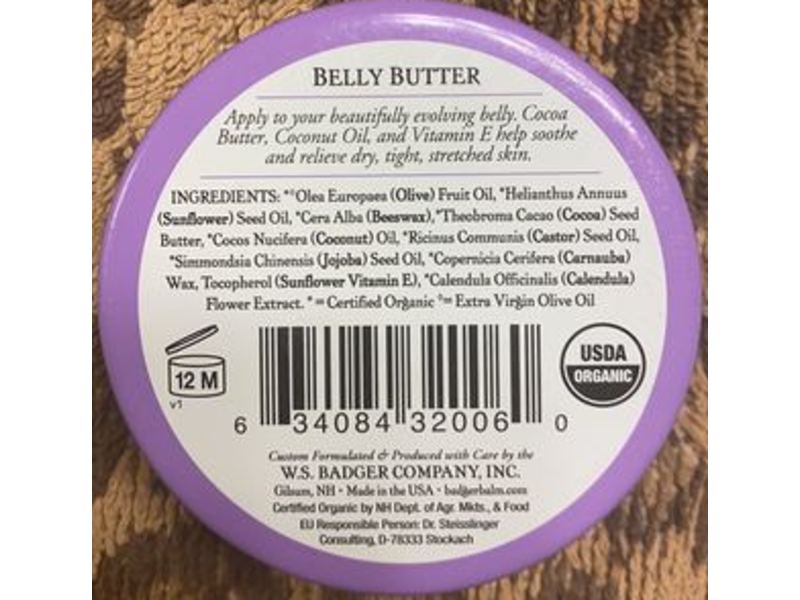 BELLY BUTTER
Apply to your beautifully evolving belly. Cocoa
Butter, Coconut Oil, and Vitamin E help soothe
and relieve dry, tight, stretched skin.
INGREDIENTS: *°Olea Europaea (Olive) Fruit Oil, *Helianthus Annuus
(Sunflower) Seed Oil, *Cera Alba (Beeswax), *Theobroma Cacao (Cocoa) Seed
Butter, *Cocos Nucifera (Coconut) Oil, *Ricinus Communis (Castor) Seed Oil,
*Simmondsia Chinensis (Jojoba) Seed Oil, *Copernicia Cerifera (Carnauba)
Wax, Tocopherol (Sunflower Vitamin E), *Calendula Officinalis (Calendula)
Flower Extract. * = Certified Organic °= Extra Virgin Olive Oil
12 M
v1
USDA
ORGANIC
6 34084 32006 0
Custom Formulated & Produced with Care by the
W.S. BADGER COMPANY, INC.
Gilsum, NH • Made in the USA • badgerbalm.com
Certified Organic by NH Dept. of Agr. Mkts., & Food
EU Responsible Person: Dr. Steisslinger
Consulting, D-78333 Stockach